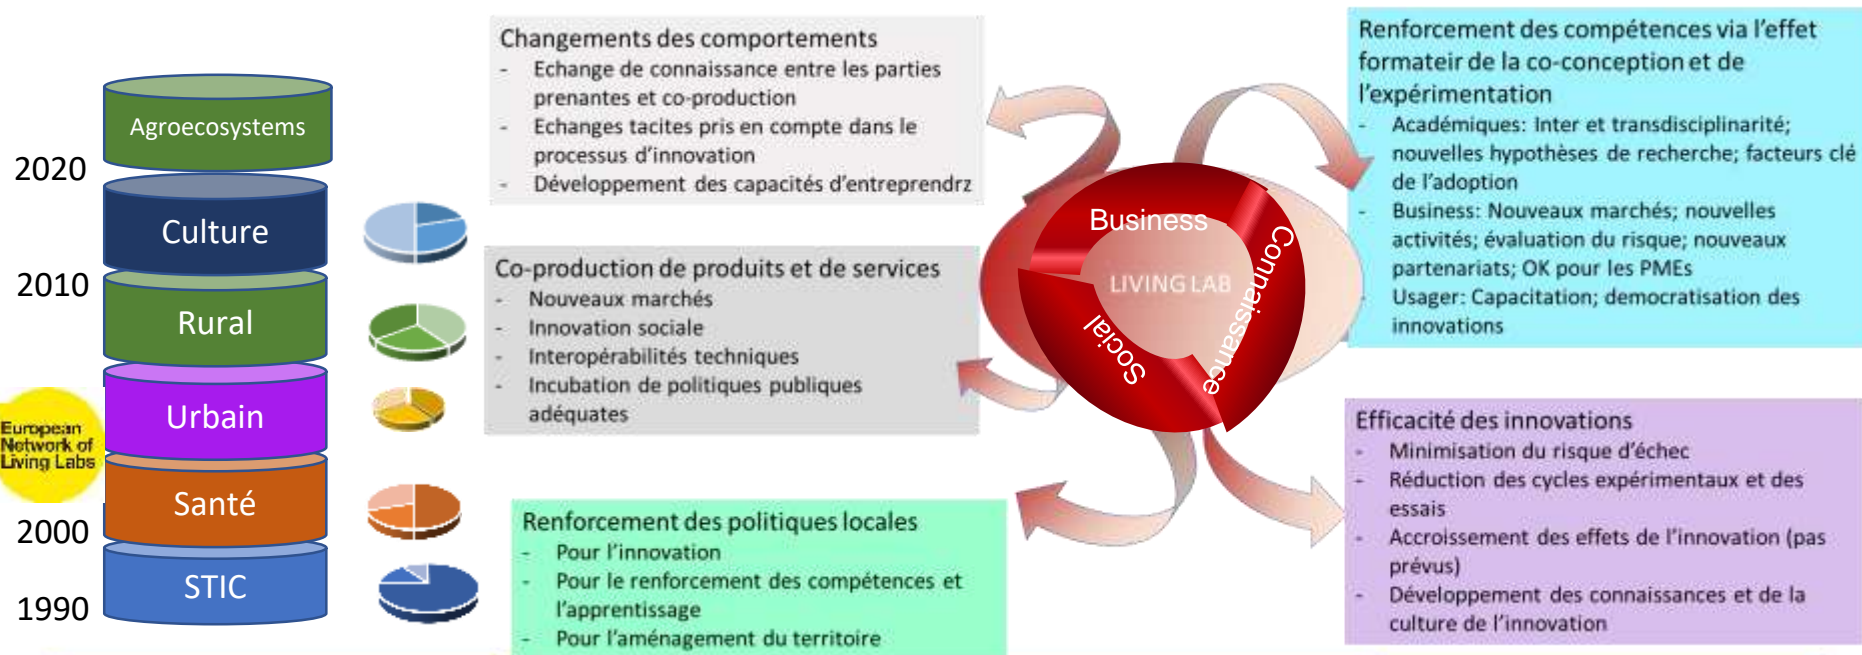 Agroecosystems
2020
Culture
2010
Rural
Urbain
European
Network of
Living Labs
Santé
2000
STIC
1990
Changements des comportements
- Echange de connaissance entre les parties
prenantes et co-production
- Echanges tacites pris en compte dans le
processus d'innovation
- Développement des capacités d'entreprendrz
Co-production de produits et de services
- Nouveaux marchés
- Innovation sociale
- Interopérabilités techniques
- Incubation de politiques publiques
adéquates
Renforcement des politiques locales
- Pour l'innovation
- Pour le renforcement des compétences et
l'apprentissage
- Pour l'aménagement du territoire
Business
Connaissance
Social
LIVING LAB
Renforcement des compétences via l'effet
formateir de la co-conception et de
l'expérimentation
- Académiques: Inter et transdisciplinarité;
nouvelles hypothèses de recherche; facteurs clé
de l'adoption
- Business: Nouveaux marchés; nouvelles
activités; évaluation du risque; nouveaux
partenariats; OK pour les PMEs
- Usager: Capacitation; democratisation des
innovations
Efficacité des innovations
- Minimisation du risque d'échec
- Réduction des cycles expérimentaux et des
essais
- Accroissement des effets de l'innovation (pas
prévus)
- Développement des connaissances et de la
culture de l'innovation